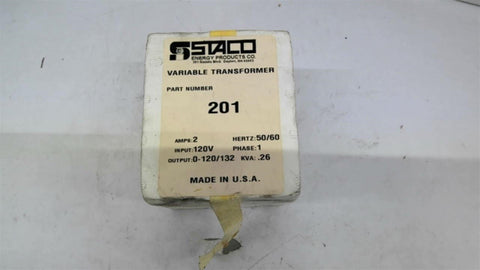 STACO
ENERGY PRODUCTS CO.
VARIABLE TRANSFORMER
PART NUMBER
201
AMPS: 2 HERTZ: 50/60
INPUT: 120V PHASE: 1
OUTPUT: 0-120/132 KVA: .26
MADE IN U.S.A.